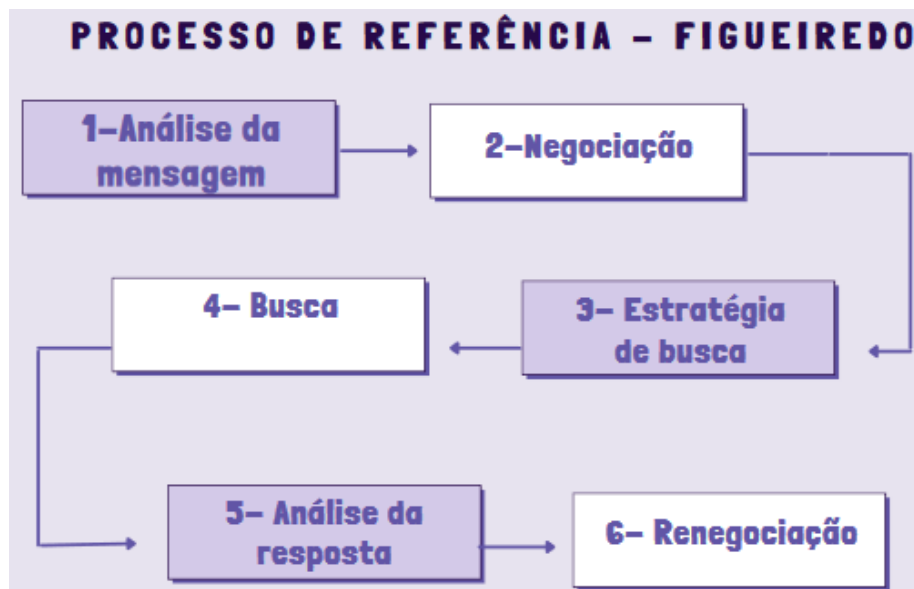 PROCESSO DE REFERÊNCIA – FIGUEIREDO
1–Análise da
mensagem
2–Negociação
3– Estratégia
de busca
4– Busca
5– Análise da
resposta
6– Renegociação